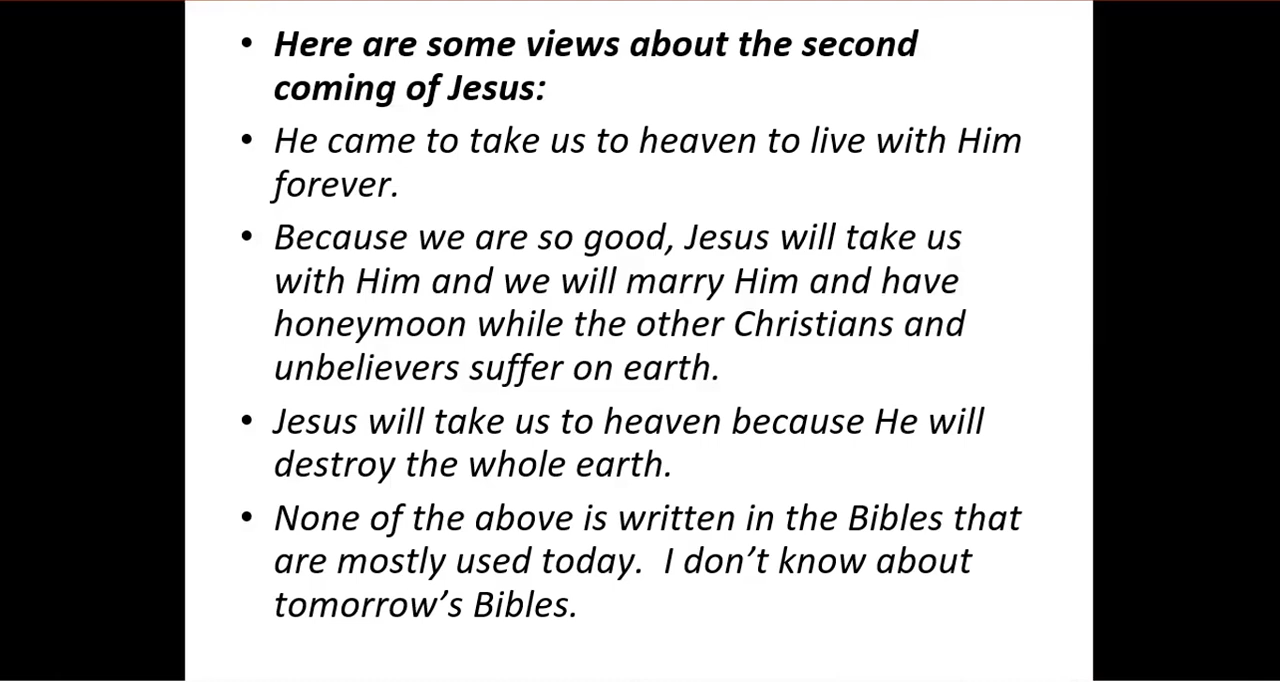 • Here are some views about the second
coming of Jesus:
• He came to take us to heaven to live with Him
forever.
• Because we are so good, Jesus will take us
with Him and we will marry Him and have
honeymoon while the other Christians and
unbelievers suffer on earth.
• Jesus will take us to heaven because He will
destroy the whole earth.
• None of the above is written in the Bibles that
are mostly used today.  I don’t know about
tomorrow’s Bibles.